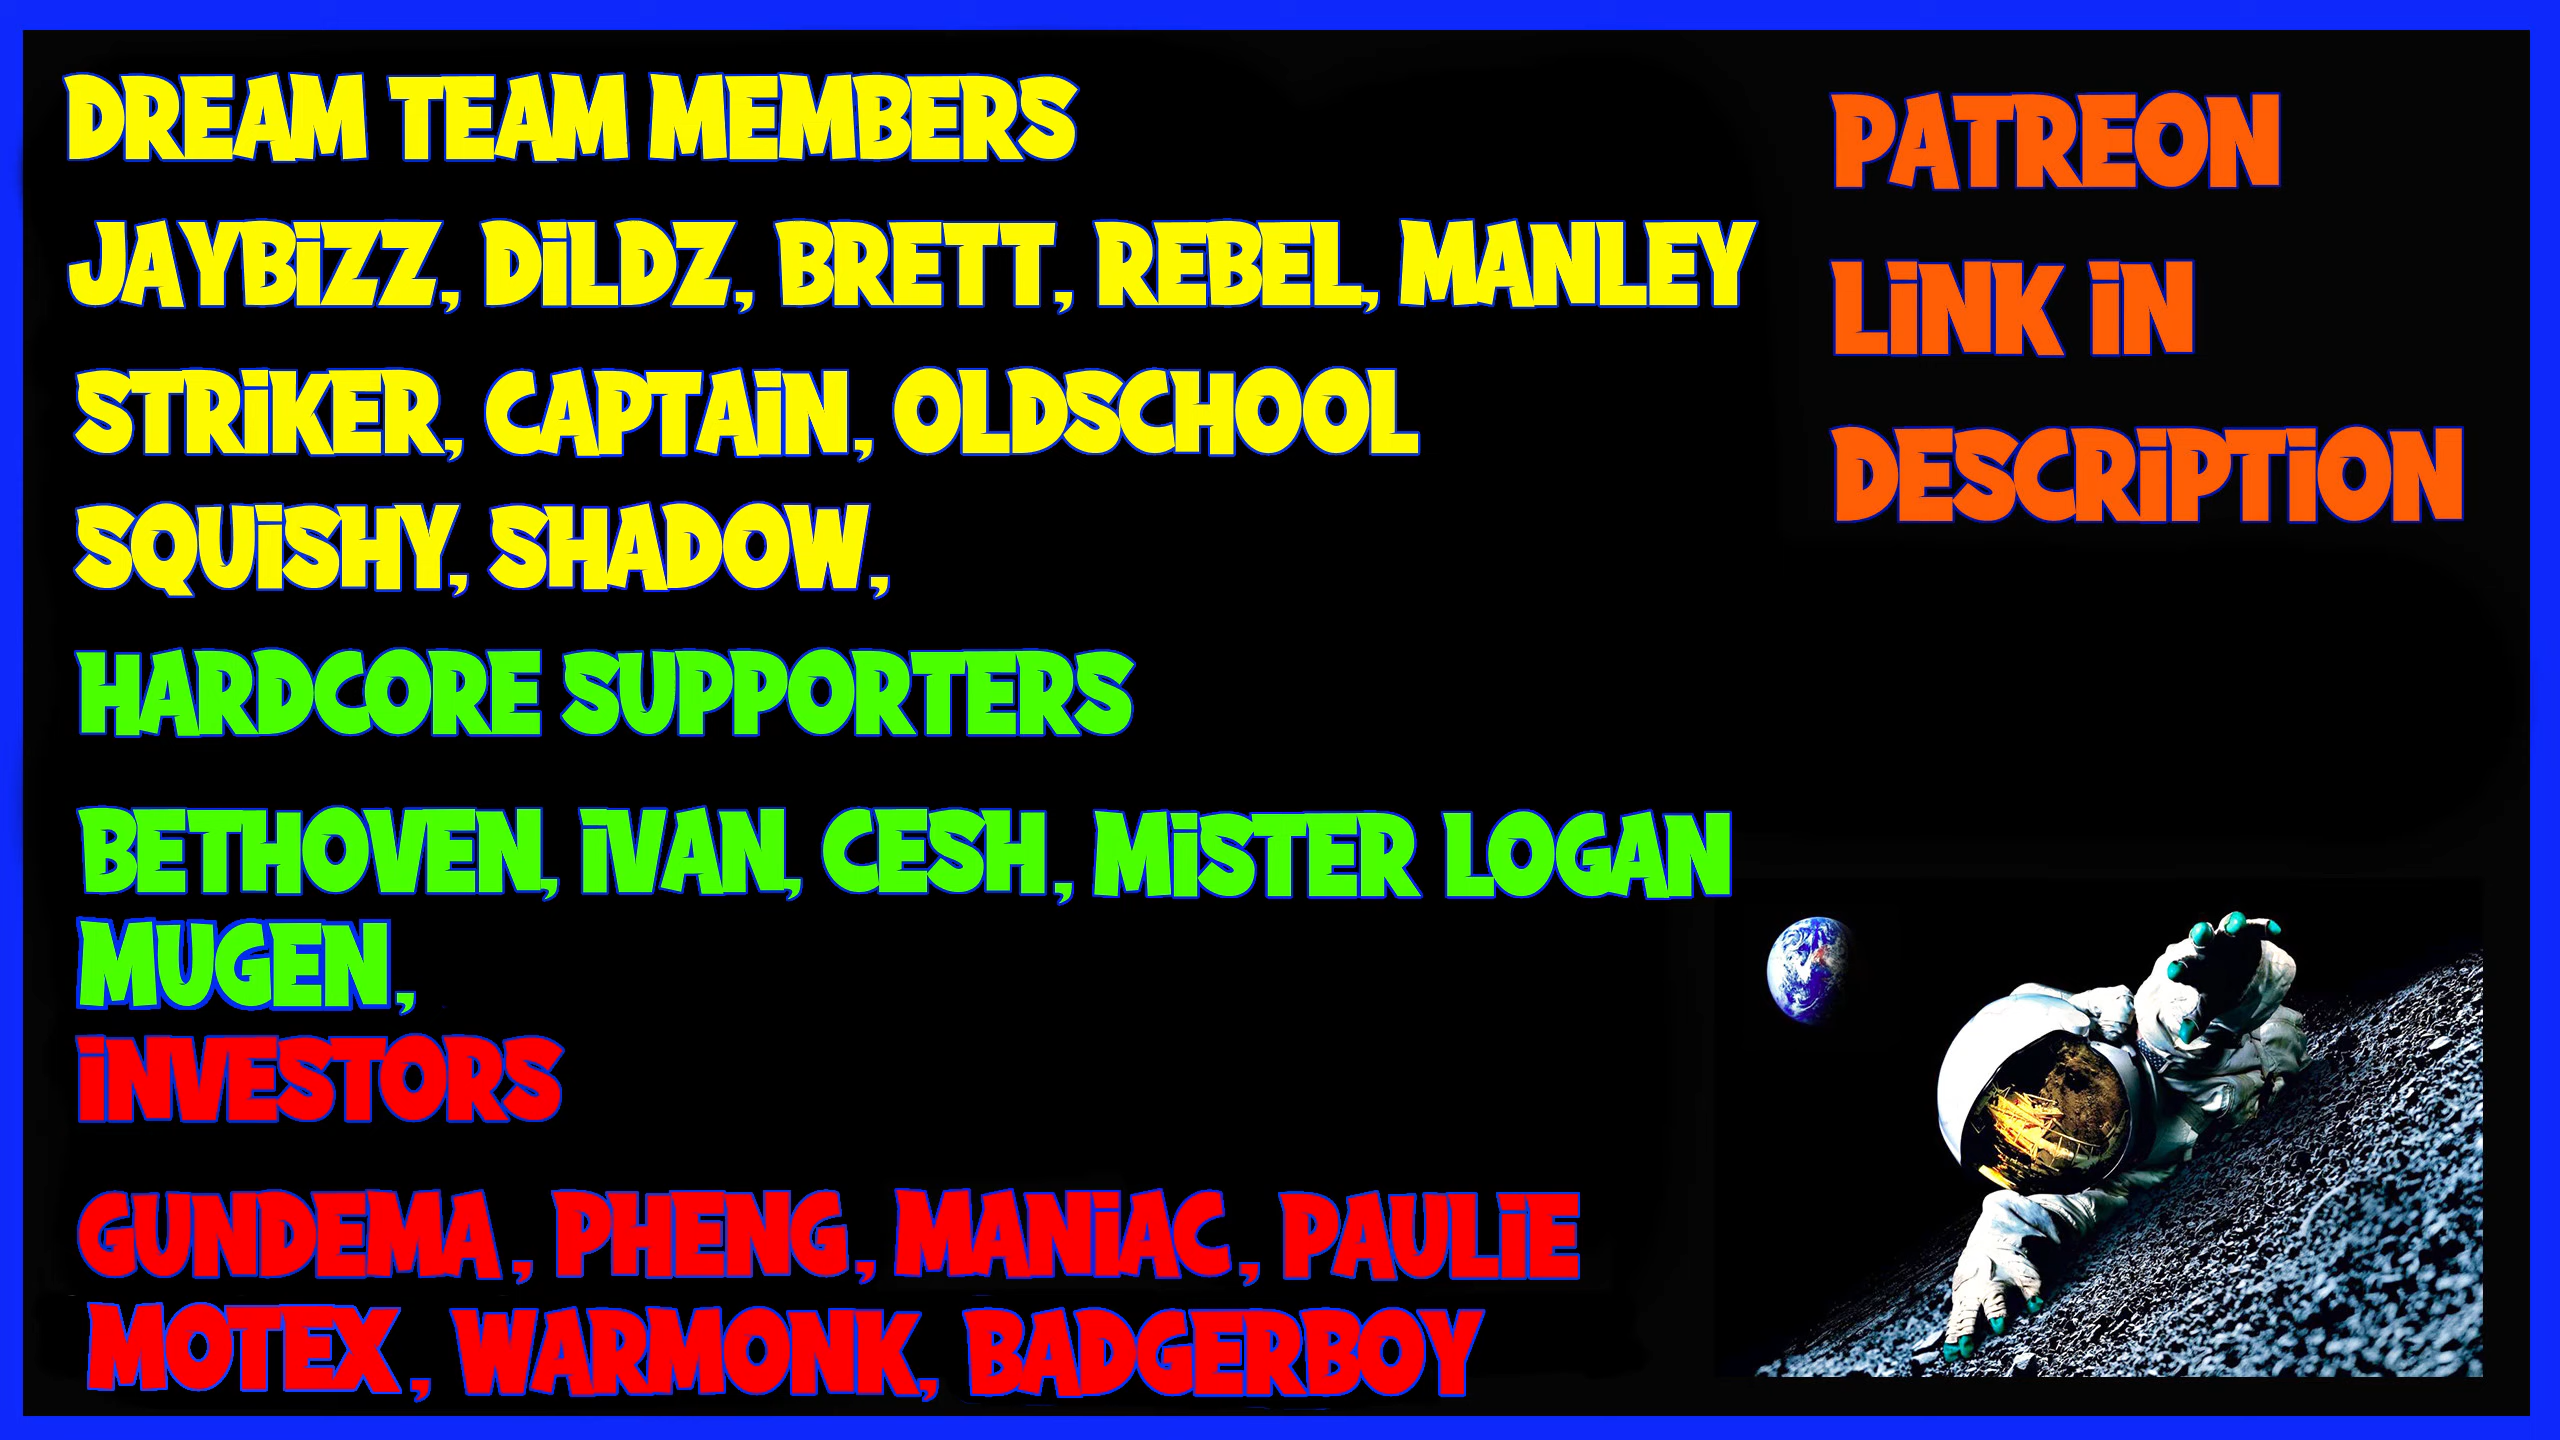 DREAM TEAM MEMBERS
JAYBiZZ, DiLDZ, BRETT, REBEL, MANLEY
STRiKER, CAPTAiN, OLDSCHOOL
SQUiSHY, SHADOW,
HARDCORE SUPPORTERS
BETHOVEN, iVAN, CESH, MiSTER LOGAN
MUGEN,
iNVESTORS
GUNDEMA, PHENG, MANiAC, PAULiE
MOTEX, WARMONK, BADGERBOY
PATREON
LiNK iN
DESCRiPTiON